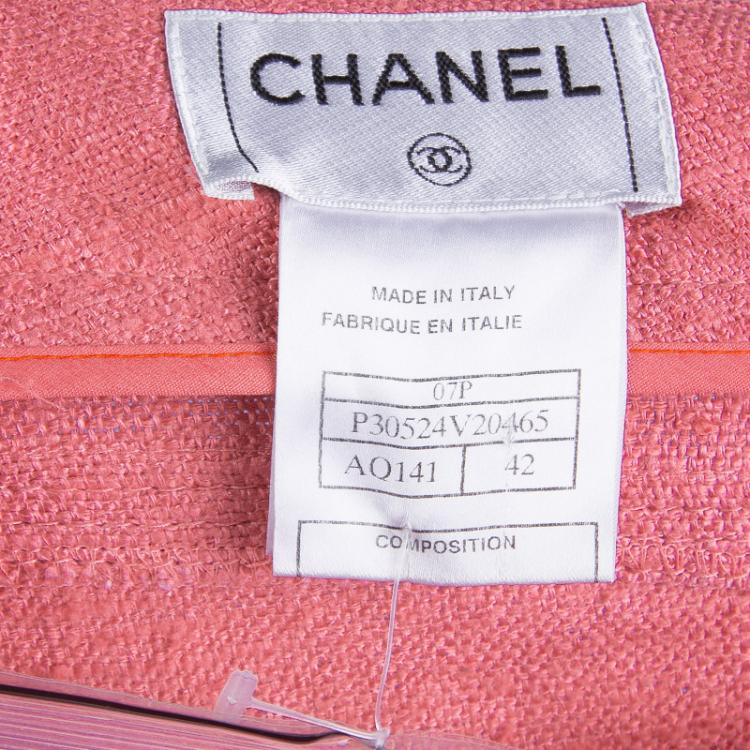 CHANEL
MADE IN ITALY
FABRIQUE EN ITALIE
07P
P30524V20465
AQ141 42
COMPOSITION